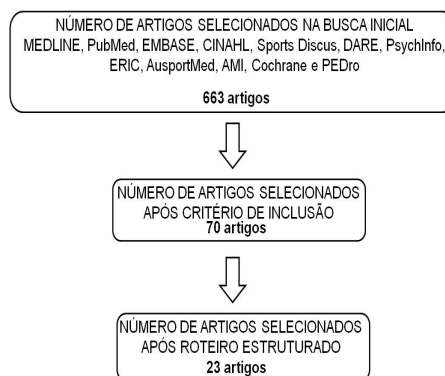 NÚMERO DE ARTIGOS SELECIONADOS NA BUSCA INICIAL
MEDLINE, PubMed, EMBASE, CINAHL, Sports Discus, DARE, PsychInfo,
ERIC, AusportMed, AMI, Cochrane e PEDro
663 artigos
NÚMERO DE ARTIGOS SELECIONADOS
APÓS CRITÉRIO DE INCLUSÃO
70 artigos
NÚMERO DE ARTIGOS SELECIONADOS
APÓS ROTEIRO ESTRUTURADO
23 artigos